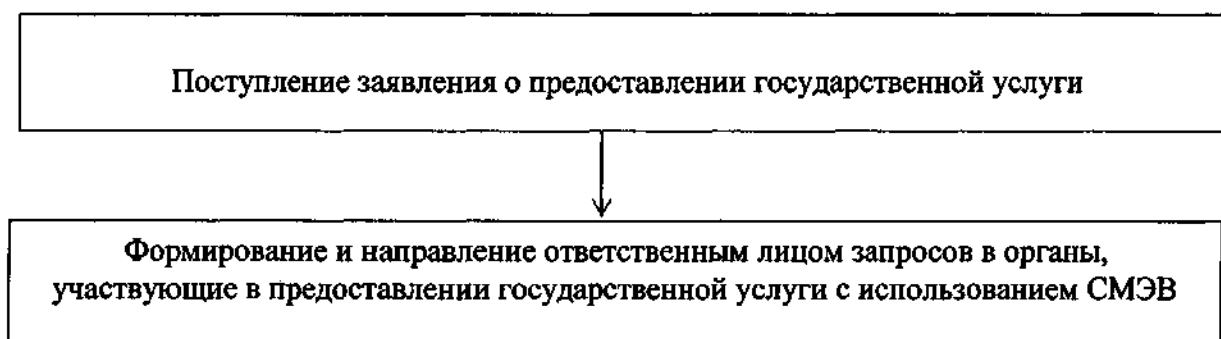 Поступление заявления о предоставлении государственной услуги
Формирование и направление ответственным лицом запросов в органы,
участвующие в предоставлении государственной услуги с использованием СМЭВ